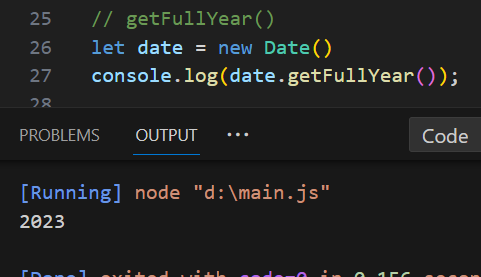 25 // getFullYear()
26 let date = new Date()
27 console.log(date.getFullYear());
28
PROBLEMS OUTPUT ··· Code
[Running] node "d:\main.js"
2023
[Done] exited with code=0 in 0.156